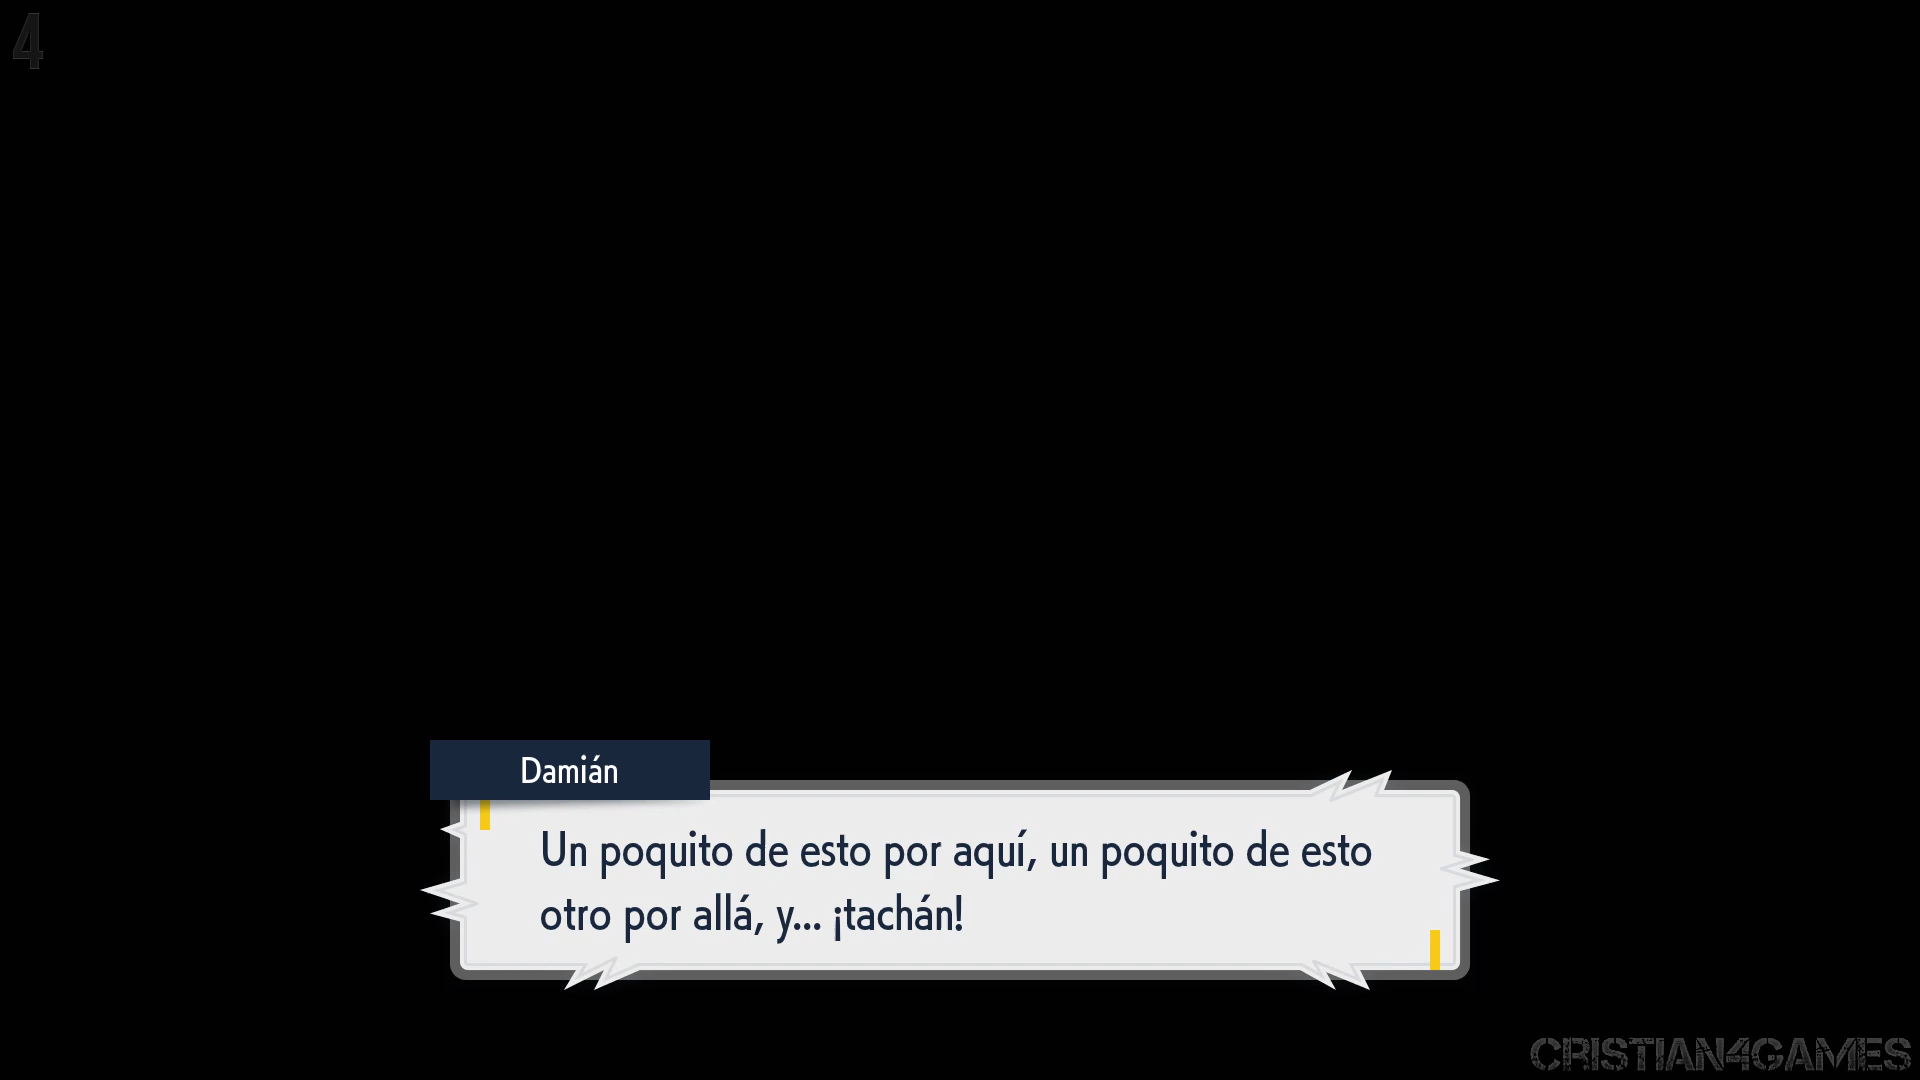 4
Damián
Un poquito de esto por aquí, un poquito de esto
otro por allá, y... ¡tachán!
CRISTIAN4GAMES